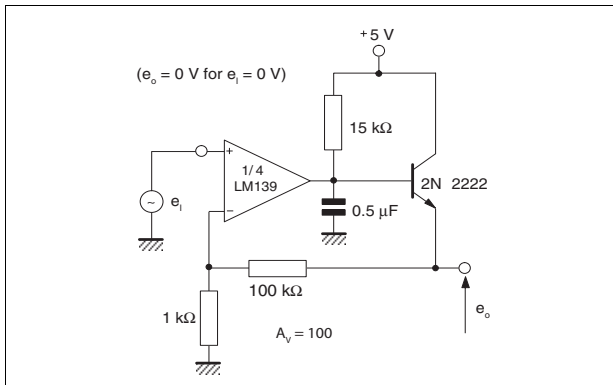 +5 V
(eₒ = 0 V for eᵢ = 0 V)
15 kΩ
+
1/4
LM139
2N 2222
eᵢ
~
−
0.5 µF
100 kΩ
1 kΩ
eₒ
Aᵥ = 100